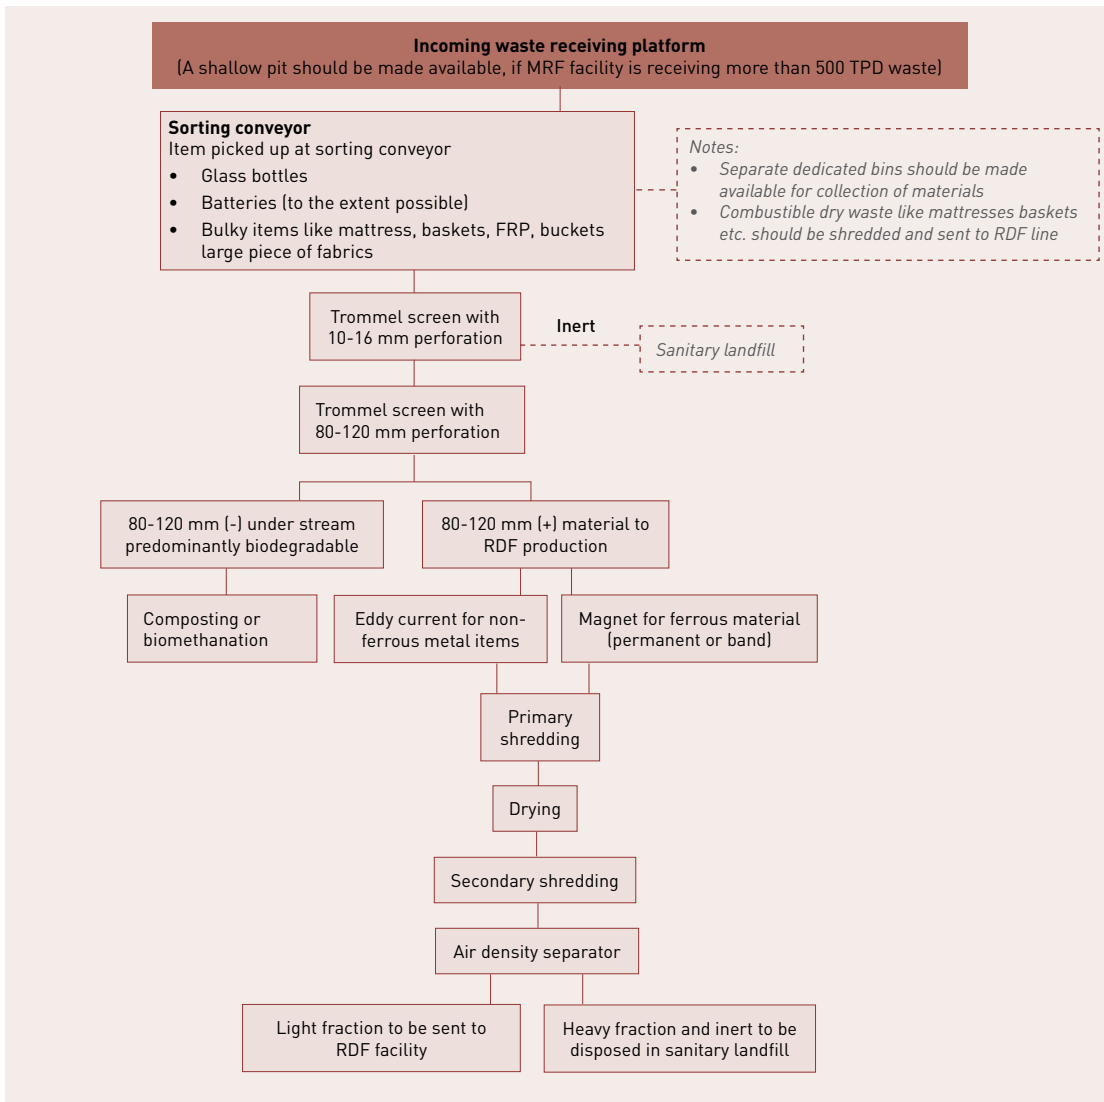 Incoming waste receiving platform
(A shallow pit should be made available, if MRF facility is receiving more than 500 TPD waste)
Sorting conveyor
Item picked up at sorting conveyor
• Glass bottles
• Batteries (to the extent possible)
• Bulky items like mattress, baskets, FRP, buckets
large piece of fabrics
Notes:
• Separate dedicated bins should be made
available for collection of materials
• Combustible dry waste like mattresses baskets
etc. should be shredded and sent to RDF line
Trommel screen with
10-16 mm perforation
Inert
Sanitary landfill
Trommel screen with
80-120 mm perforation
80-120 mm (-) under stream
predominantly biodegradable
80-120 mm (+) material to
RDF production
Composting or
biomethanation
Eddy current for non-
ferrous metal items
Magnet for ferrous material
(permanent or band)
Primary
shredding
Drying
Secondary shredding
Air density separator
Light fraction to be sent to
RDF facility
Heavy fraction and inert to be
disposed in sanitary landfill